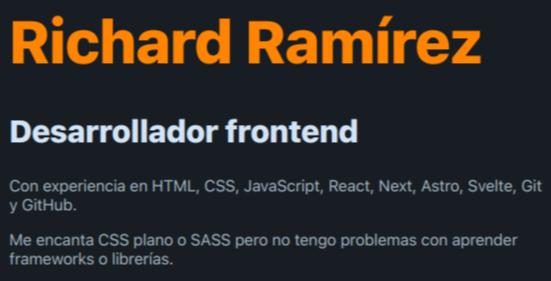 Richard Ramírez
Desarrollador frontend
Con experiencia en HTML, CSS, JavaScript, React, Next, Astro, Svelte, Git
y GitHub.
Me encanta CSS plano o SASS pero no tengo problemas con aprender
frameworks o librerías.